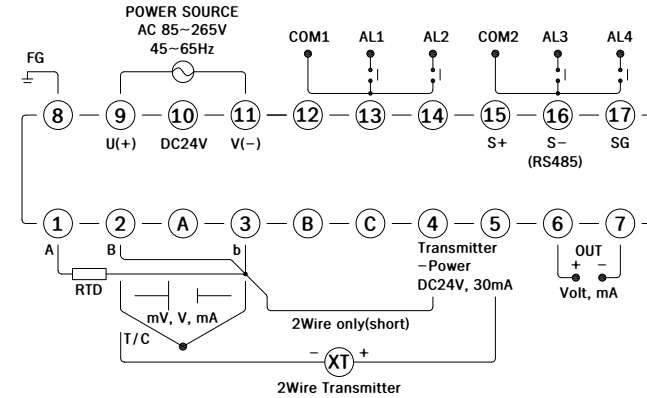 POWER SOURCE
AC 85~265V
45~65Hz
FG
COM1 AL1 AL2 COM2 AL3 AL4
8 9 10 11 12 13 14 15 16 17
U(+) DC24V V(−) S+ S− SG
(RS485)
1 2 A 3 B C 4 5 6 7
A B b Transmitter OUT
−Power + −
DC24V, 30mA Volt, mA
RTD
mV, V, mA
2Wire only(short)
T/C
− XT +
2Wire Transmitter